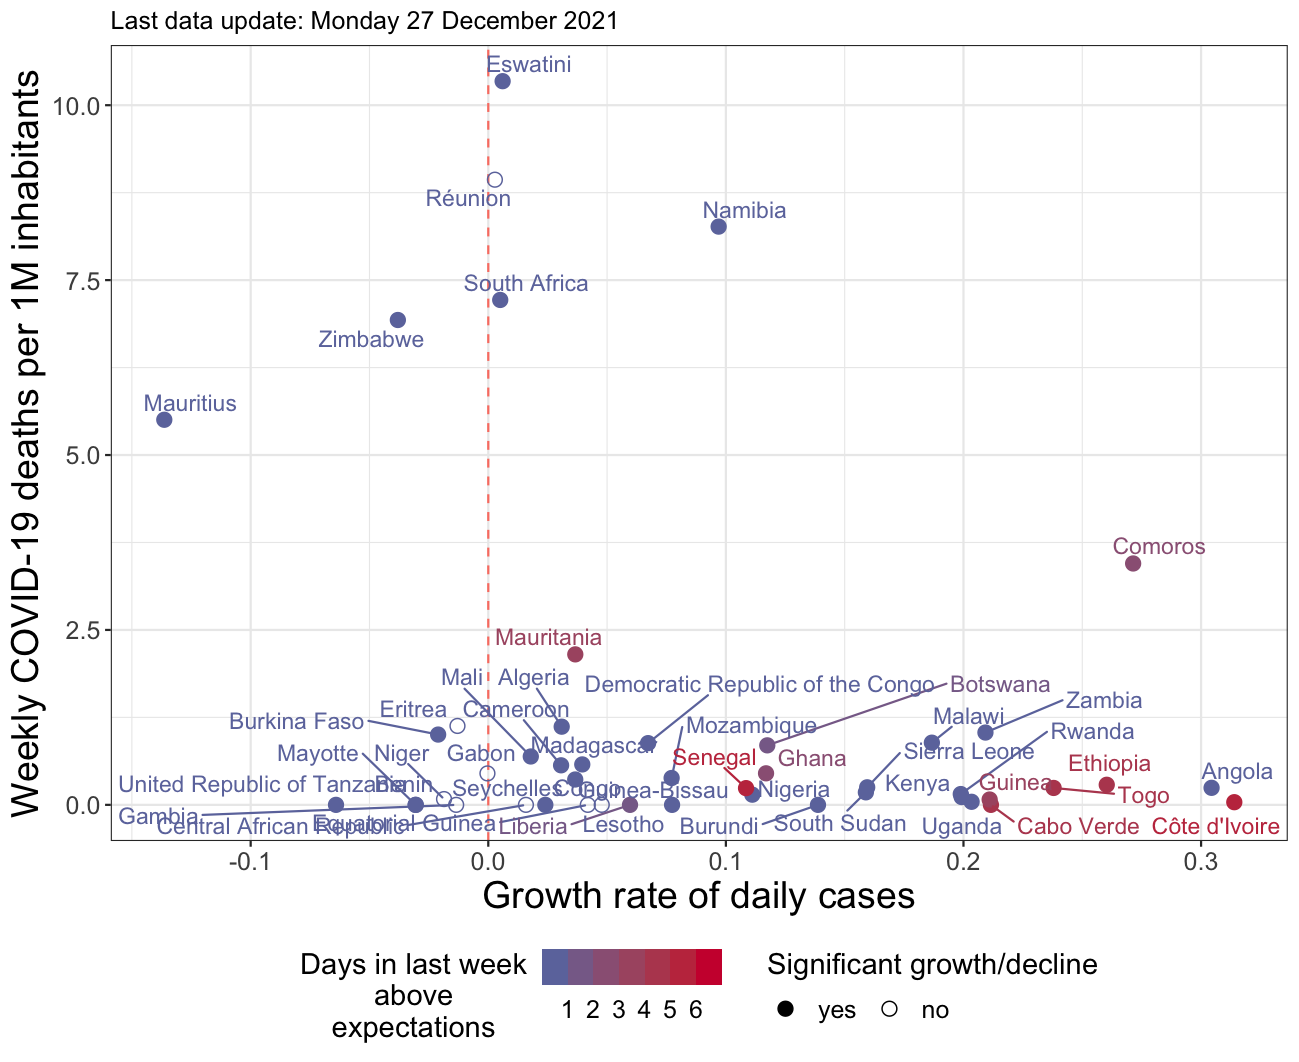 Last data update: Monday 27 December 2021
Weekly COVID-19 deaths per 1M inhabitants
10.0
7.5
5.0
2.5
0.0
Eswatini
Réunion
Namibia
South Africa
Zimbabwe
Mauritius
Comoros
Mauritania
Mali
Algeria
Democratic Republic of the Congo
Botswana
Zambia
Burkina Faso
Eritrea
Cameroon
Mozambique
Malawi
Rwanda
Mayotte
Niger
Gabon
Madagascar
Senegal
Ghana
Sierra Leone
Ethiopia
Angola
United Republic of Tanzania
Benin
Seychelles
Congo
Guinea-Bissau
Nigeria
Kenya
Guinea
Togo
Gambia
Central African Republic
Equatorial Guinea
Liberia
Lesotho
Burundi
South Sudan
Uganda
Cabo Verde
Côte d'Ivoire
-0.1
0.0
0.1
0.2
0.3
Growth rate of daily cases
Days in last week
above
expectations
1 2 3 4 5 6
Significant growth/decline
yes
no